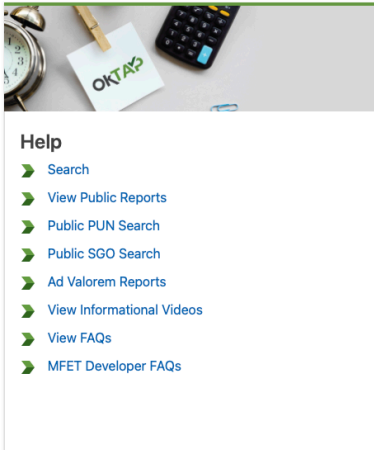 OKTAP
Help
Search
View Public Reports
Public PUN Search
Public SGO Search
Ad Valorem Reports
View Informational Videos
View FAQs
MFET Developer FAQs